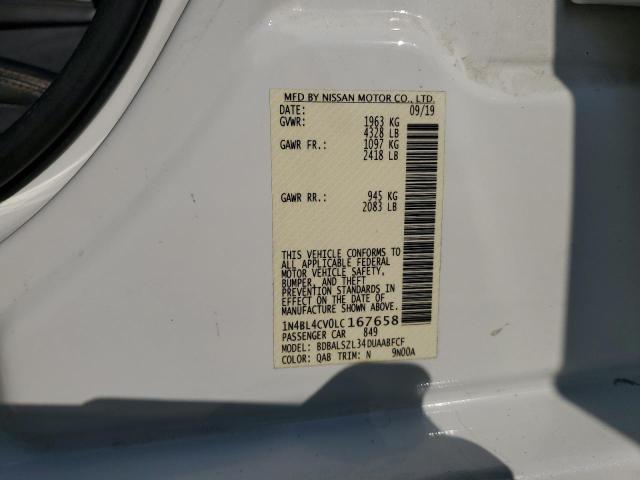 MFD BY NISSAN MOTOR CO., LTD.
DATE: 09/19
GVWR: 1963 KG
4328 LB
GAWR FR.: 1097 KG
2418 LB
GAWR RR.: 945 KG
2083 LB
THIS VEHICLE CONFORMS TO
ALL APPLICABLE FEDERAL
MOTOR VEHICLE SAFETY,
BUMPER, AND THEFT
PREVENTION STANDARDS IN
EFFECT ON THE DATE OF
MANUFACTURE SHOWN ABOVE.
1N4BL4CV0LC167658
PASSENGER CAR 849
MODEL: BDBALSZL34DUAABFCF
COLOR: QAB TRIM: N 9N00A